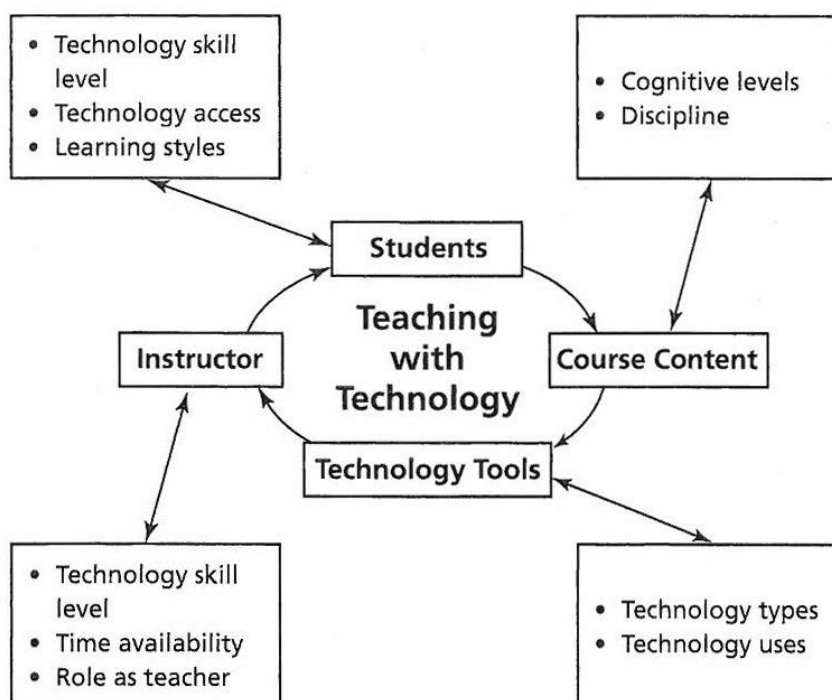 • Technology skill
level
• Technology access
• Learning styles
• Cognitive levels
• Discipline
Students
Teaching
with
Technology
Instructor
Course Content
Technology Tools
• Technology skill
level
• Time availability
• Role as teacher
• Technology types
• Technology uses